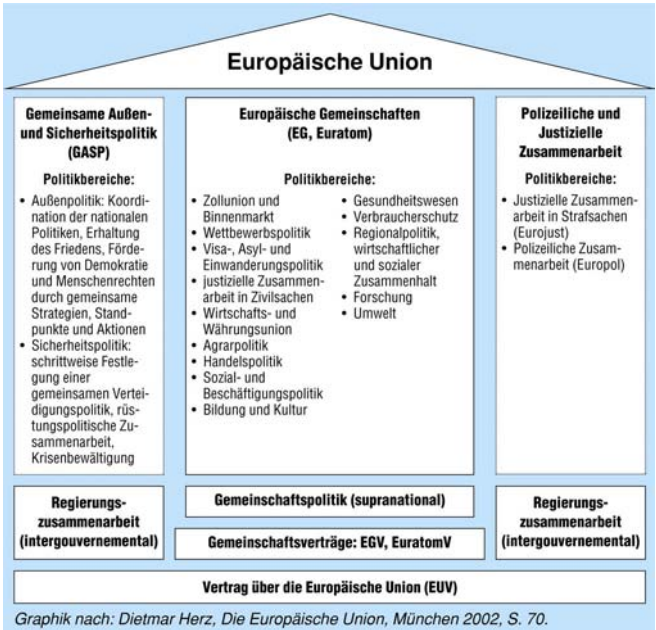 Europäische Union
Gemeinsame Außen-
und Sicherheitspolitik
(GASP)
Politikbereiche:
• Außenpolitik: Koordi-
nation der nationalen
Politiken, Erhaltung
des Friedens, Förde-
rung von Demokratie
und Menschenrechten
durch gemeinsame
Strategien, Stand-
punkte und Aktionen
• Sicherheitspolitik:
schrittweise Festle-
gung einer
gemeinsamen Vertei-
digungspolitik, rüs-
tungspolitische Zu-
sammenarbeit,
Krisenbewältigung
Regierungs-
zusammenarbeit
(intergouvernemental)
Europäische Gemeinschaften
(EG, Euratom)
Politikbereiche:
• Zollunion und
Binnenmarkt
• Wettbewerbspolitik
• Visa-, Asyl- und
Einwanderungspolitik
• justizielle Zusammen-
arbeit in Zivilsachen
• Wirtschafts- und
Währungsunion
• Agrarpolitik
• Handelspolitik
• Sozial- und
Beschäftigungspolitik
• Bildung und Kultur
• Gesundheitswesen
• Verbraucherschutz
• Regionalpolitik,
wirtschaftlicher
und sozialer
Zusammenhalt
• Forschung
• Umwelt
Gemeinschaftspolitik (supranational)
Gemeinschaftsverträge: EGV, EuratomV
Polizeiliche und
Justizielle
Zusammenarbeit
Politikbereiche:
• Justizielle Zusammen-
arbeit in Strafsachen
(Eurojust)
• Polizeiliche Zusam-
menarbeit (Europol)
Regierungs-
zusammenarbeit
(intergouvernemental)
Vertrag über die Europäische Union (EUV)
Graphik nach: Dietmar Herz, Die Europäische Union, München 2002, S. 70.